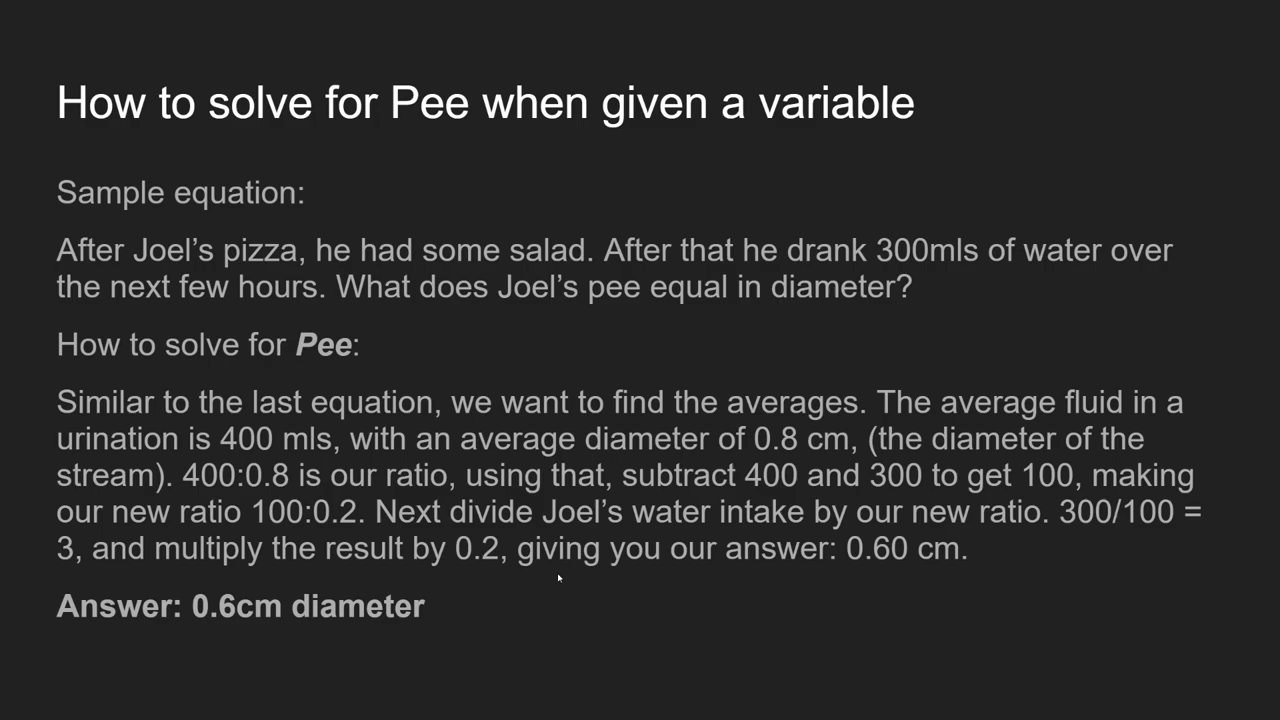 How to solve for Pee when given a variable
Sample equation:
After Joel’s pizza, he had some salad. After that he drank 300mls of water over
the next few hours. What does Joel’s pee equal in diameter?
How to solve for Pee:
Similar to the last equation, we want to find the averages. The average fluid in a
urination is 400 mls, with an average diameter of 0.8 cm, (the diameter of the
stream). 400:0.8 is our ratio, using that, subtract 400 and 300 to get 100, making
our new ratio 100:0.2. Next divide Joel’s water intake by our new ratio. 300/100 =
3, and multiply the result by 0.2, giving you our answer: 0.60 cm.
Answer: 0.6cm diameter